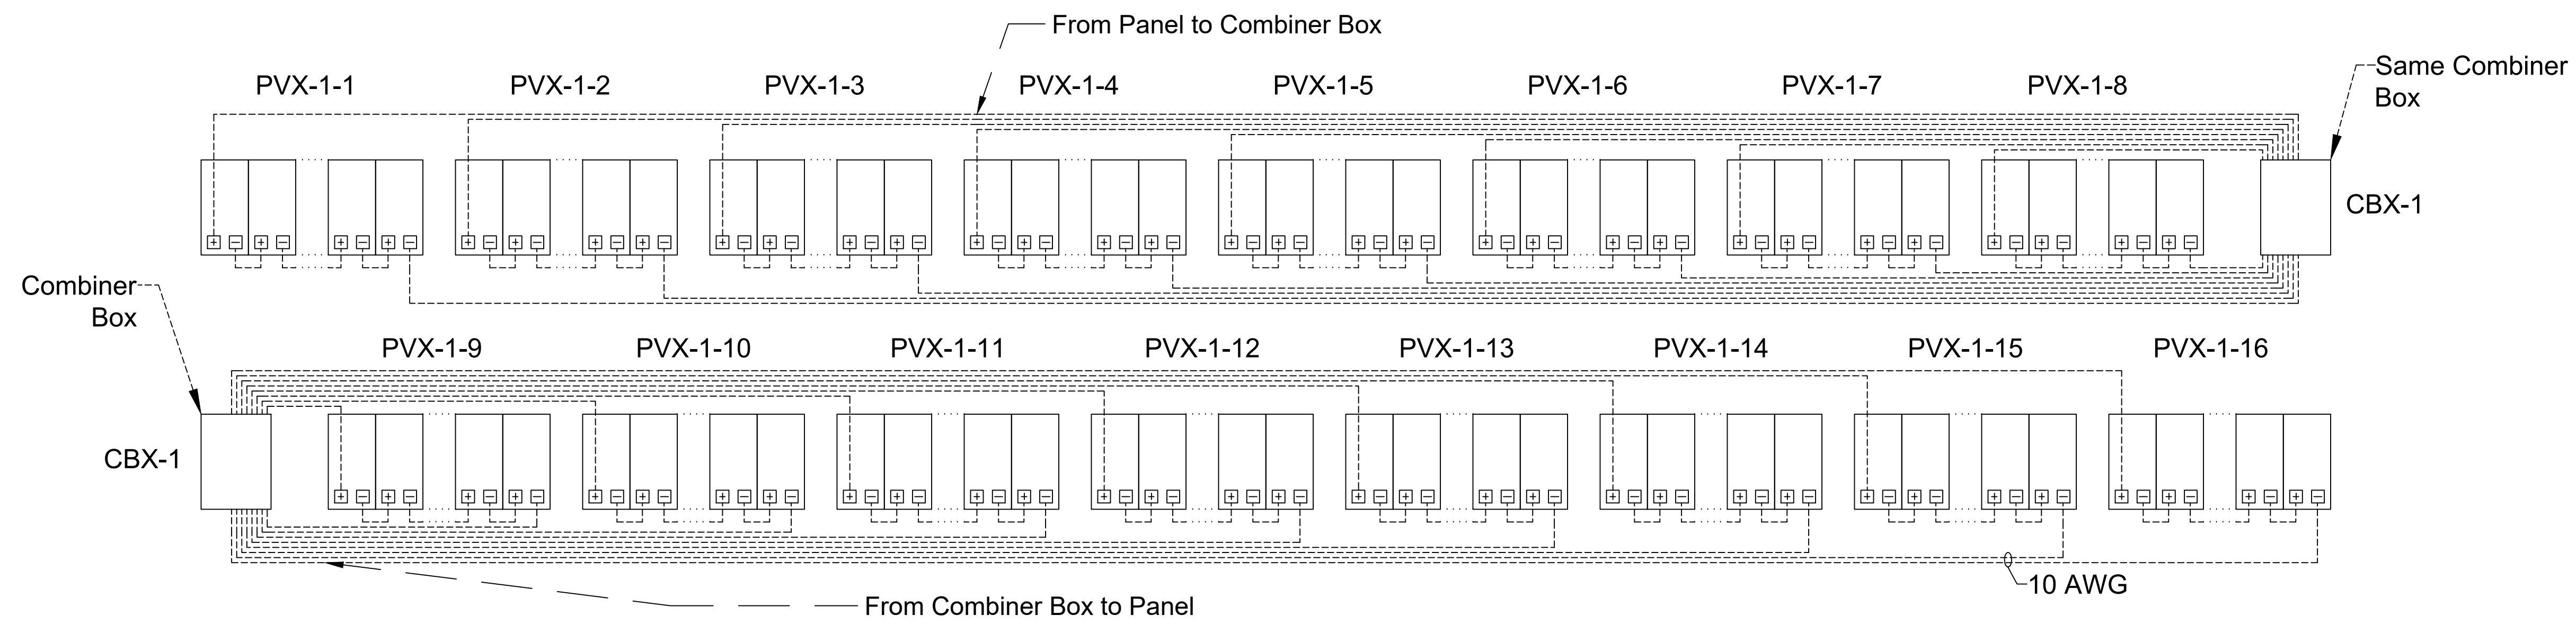 From Panel to Combiner Box
PVX-1-1 PVX-1-2 PVX-1-3 PVX-1-4 PVX-1-5 PVX-1-6 PVX-1-7 PVX-1-8
Same Combiner
Box
CBX-1
Combiner
Box
PVX-1-9 PVX-1-10 PVX-1-11 PVX-1-12 PVX-1-13 PVX-1-14 PVX-1-15 PVX-1-16
CBX-1
10 AWG
From Combiner Box to Panel